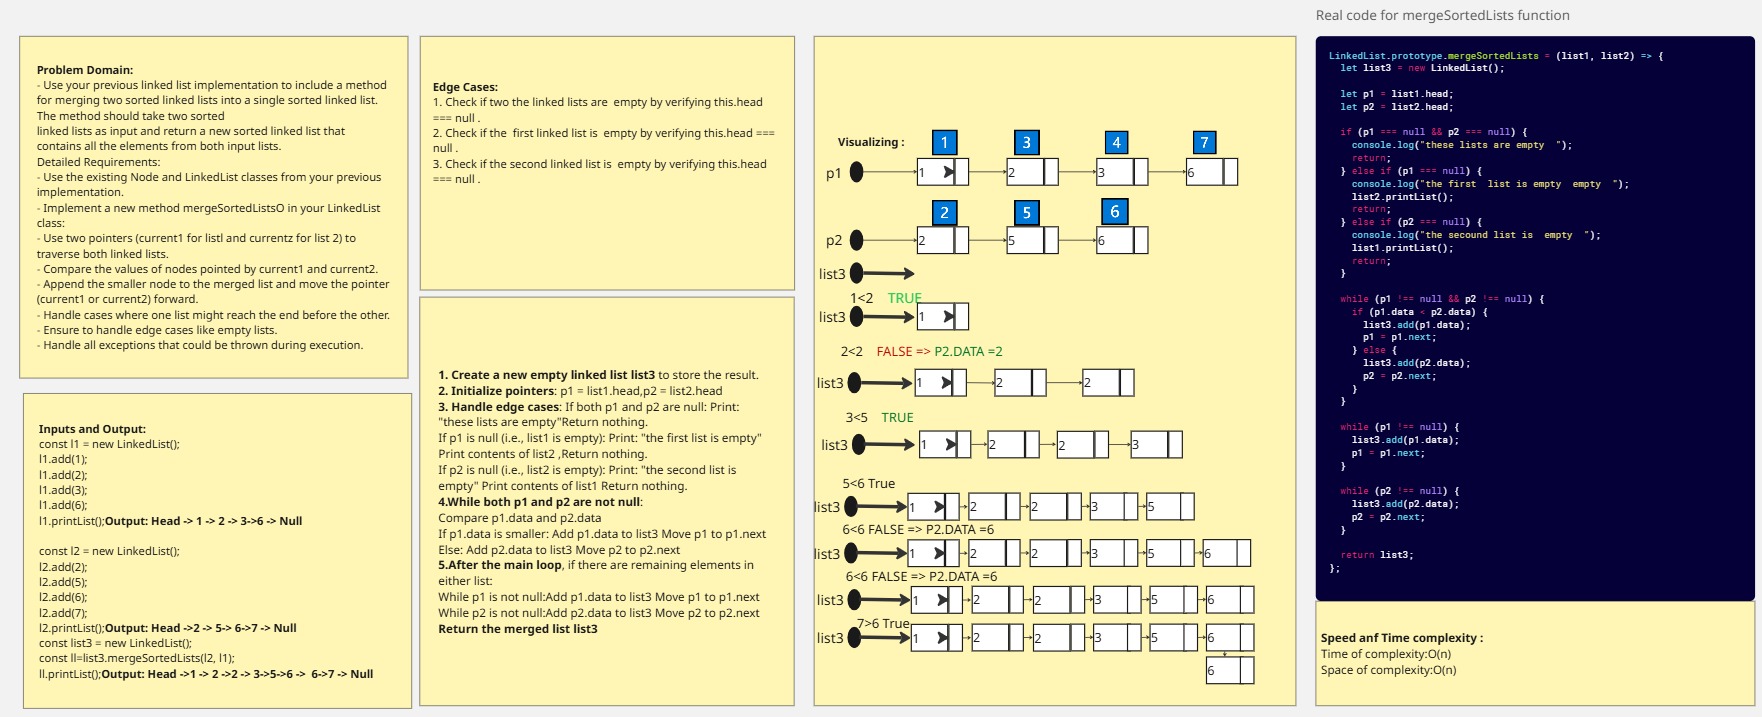 Real code for mergeSortedLists function
Problem Domain:
- Use your previous linked list implementation to include a method
for merging two sorted linked lists into a single sorted linked list.
The method should take two sorted
linked lists as input and return a new sorted linked list that
contains all the elements from both input lists.
Detailed Requirements:
- Use the existing Node and LinkedList classes from your previous
implementation.
- Implement a new method mergeSortedListsO in your LinkedList
class:
- Use two pointers (current1 for listl and currentz for list 2) to
traverse both linked lists.
- Compare the values of nodes pointed by current1 and current2.
- Append the smaller node to the merged list and move the pointer
(current1 or current2) forward.
- Handle cases where one list might reach the end before the other.
- Ensure to handle edge cases like empty lists.
- Handle all exceptions that could be thrown during execution.
Inputs and Output:
const l1 = new LinkedList();
l1.add(1);
l1.add(2);
l1.add(3);
l1.add(6);
l1.printList();Output: Head -> 1 -> 2 -> 3->6 -> Null
const l2 = new LinkedList();
l2.add(2);
l2.add(5);
l2.add(6);
l2.add(7);
l2.printList();Output: Head ->2 -> 5-> 6->7 -> Null
const list3 = new LinkedList();
const ll=list3.mergeSortedLists(l2, l1);
ll.printList();Output: Head ->1 -> 2 ->2 -> 3->5->6 -> 6->7 -> Null
Edge Cases:
1. Check if two the linked lists are empty by verifying this.head
=== null .
2. Check if the first linked list is empty by verifying this.head ===
null .
3. Check if the second linked list is empty by verifying this.head
=== null .
1. Create a new empty linked list list3 to store the result.
2. Initialize pointers: p1 = list1.head,p2 = list2.head
3. Handle edge cases: If both p1 and p2 are null: Print:
"these lists are empty"Return nothing.
If p1 is null (i.e., list1 is empty): Print: "the first list is empty"
Print contents of list2 ,Return nothing.
If p2 is null (i.e., list2 is empty): Print: "the second list is
empty" Print contents of list1 Return nothing.
4.While both p1 and p2 are not null:
Compare p1.data and p2.data
If p1.data is smaller: Add p1.data to list3 Move p1 to p1.next
Else: Add p2.data to list3 Move p2 to p2.next
5.After the main loop, if there are remaining elements in
either list:
While p1 is not null:Add p1.data to list3 Move p1 to p1.next
While p2 is not null:Add p2.data to list3 Move p2 to p2.next
Return the merged list list3
Visualizing : 1 3 4 7
p1 1 2 3 6
2 5 6
p2 2 5 6
list3
1<2 TRUE
list3 1
2<2 FALSE => P2.DATA =2
list3 1 2 2
3<5 TRUE
list3 1 2 2 3
5<6 True
list3 1 2 2 3 5
6<6 FALSE => P2.DATA =6
list3 1 2 2 3 5 6
6<6 FALSE => P2.DATA =6
list3 1 2 2 3 5 6
7>6 True
list3 1 2 2 3 5 6
6
LinkedList.prototype.mergeSortedLists = (list1, list2) => {
let list3 = new LinkedList();
let p1 = list1.head;
let p2 = list2.head;
if (p1 === null && p2 === null) {
console.log("these lists are empty ");
return;
} else if (p1 === null) {
console.log("the first list is empty empty ");
list2.printList();
return;
} else if (p2 === null) {
console.log("the second list is empty ");
list1.printList();
return;
}
while (p1 !== null && p2 !== null) {
if (p1.data < p2.data) {
list3.add(p1.data);
p1 = p1.next;
} else {
list3.add(p2.data);
p2 = p2.next;
}
}
while (p1 !== null) {
list3.add(p1.data);
p1 = p1.next;
}
while (p2 !== null) {
list3.add(p2.data);
p2 = p2.next;
}
return list3;
};
Speed anf Time complexity :
Time of complexity:O(n)
Space of complexity:O(n)